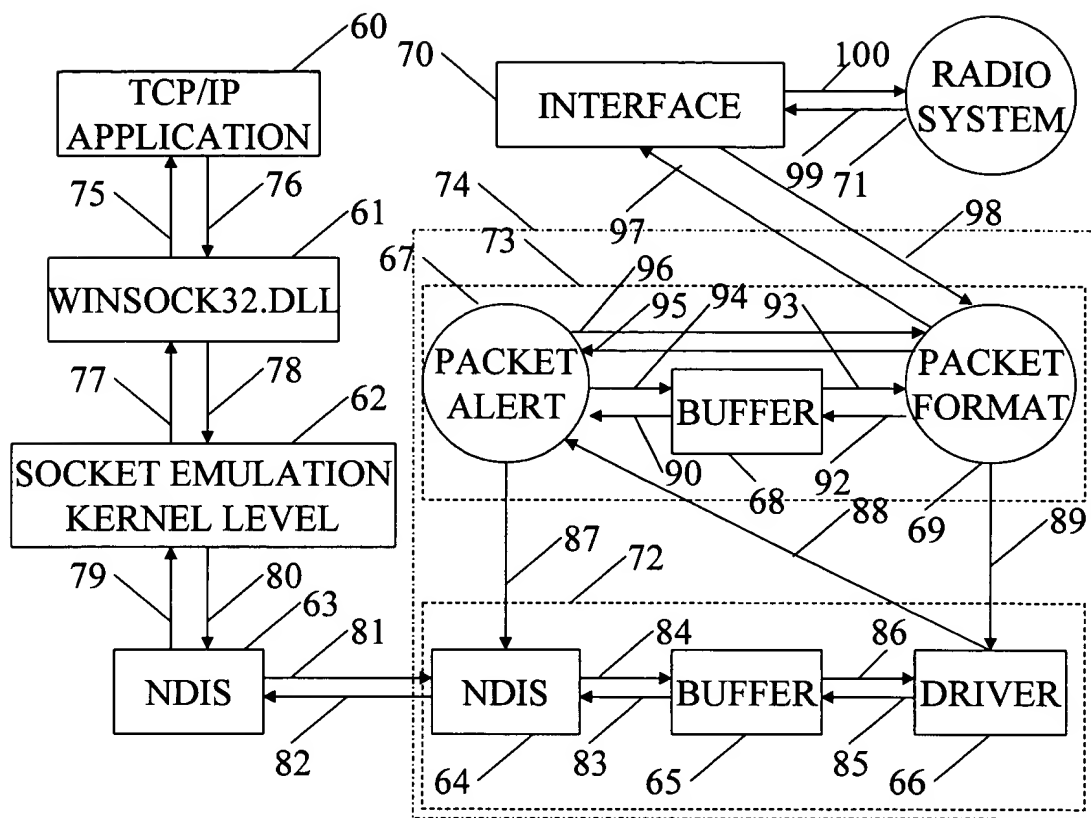 60
70
100
TCP/IP
APPLICATION
INTERFACE
RADIO
SYSTEM
75
76
61
74
73
97
99
71
98
67
96
95
94
93
WINSOCK32.DLL
PACKET
ALERT
BUFFER
PACKET
FORMAT
77
78
62
90
68
92
88
69
SOCKET EMULATION
KERNEL LEVEL
87
89
79
80
63
72
81
84
86
NDIS
NDIS
BUFFER
DRIVER
82
64
83
65
85
66